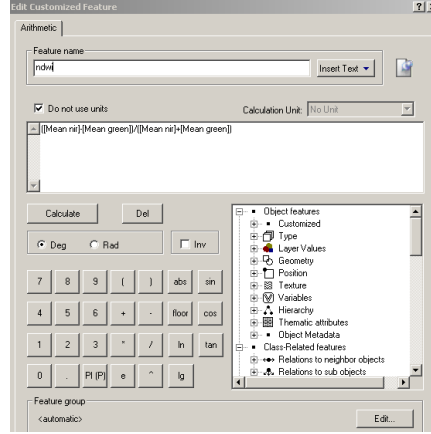 Edit Customized Feature
Arithmetic
Feature name
ndwi
Insert Text
Do not use units
Calculation Unit: No Unit
([Mean nir]-[Mean green])/([Mean nir]+[Mean green])
Calculate Del
Deg Rad Inv
7 8 9 ( ) abs sin
4 5 6 + - floor cos
1 2 3 * / ln tan
0 . PI (P) e ^ lg
Object features
Customized
Type
Layer Values
Geometry
Position
Texture
Variables
Hierarchy
Thematic attributes
Object Metadata
Class-Related features
Relations to neighbor objects
Relations to sub objects
Feature group
<automatic>
Edit...